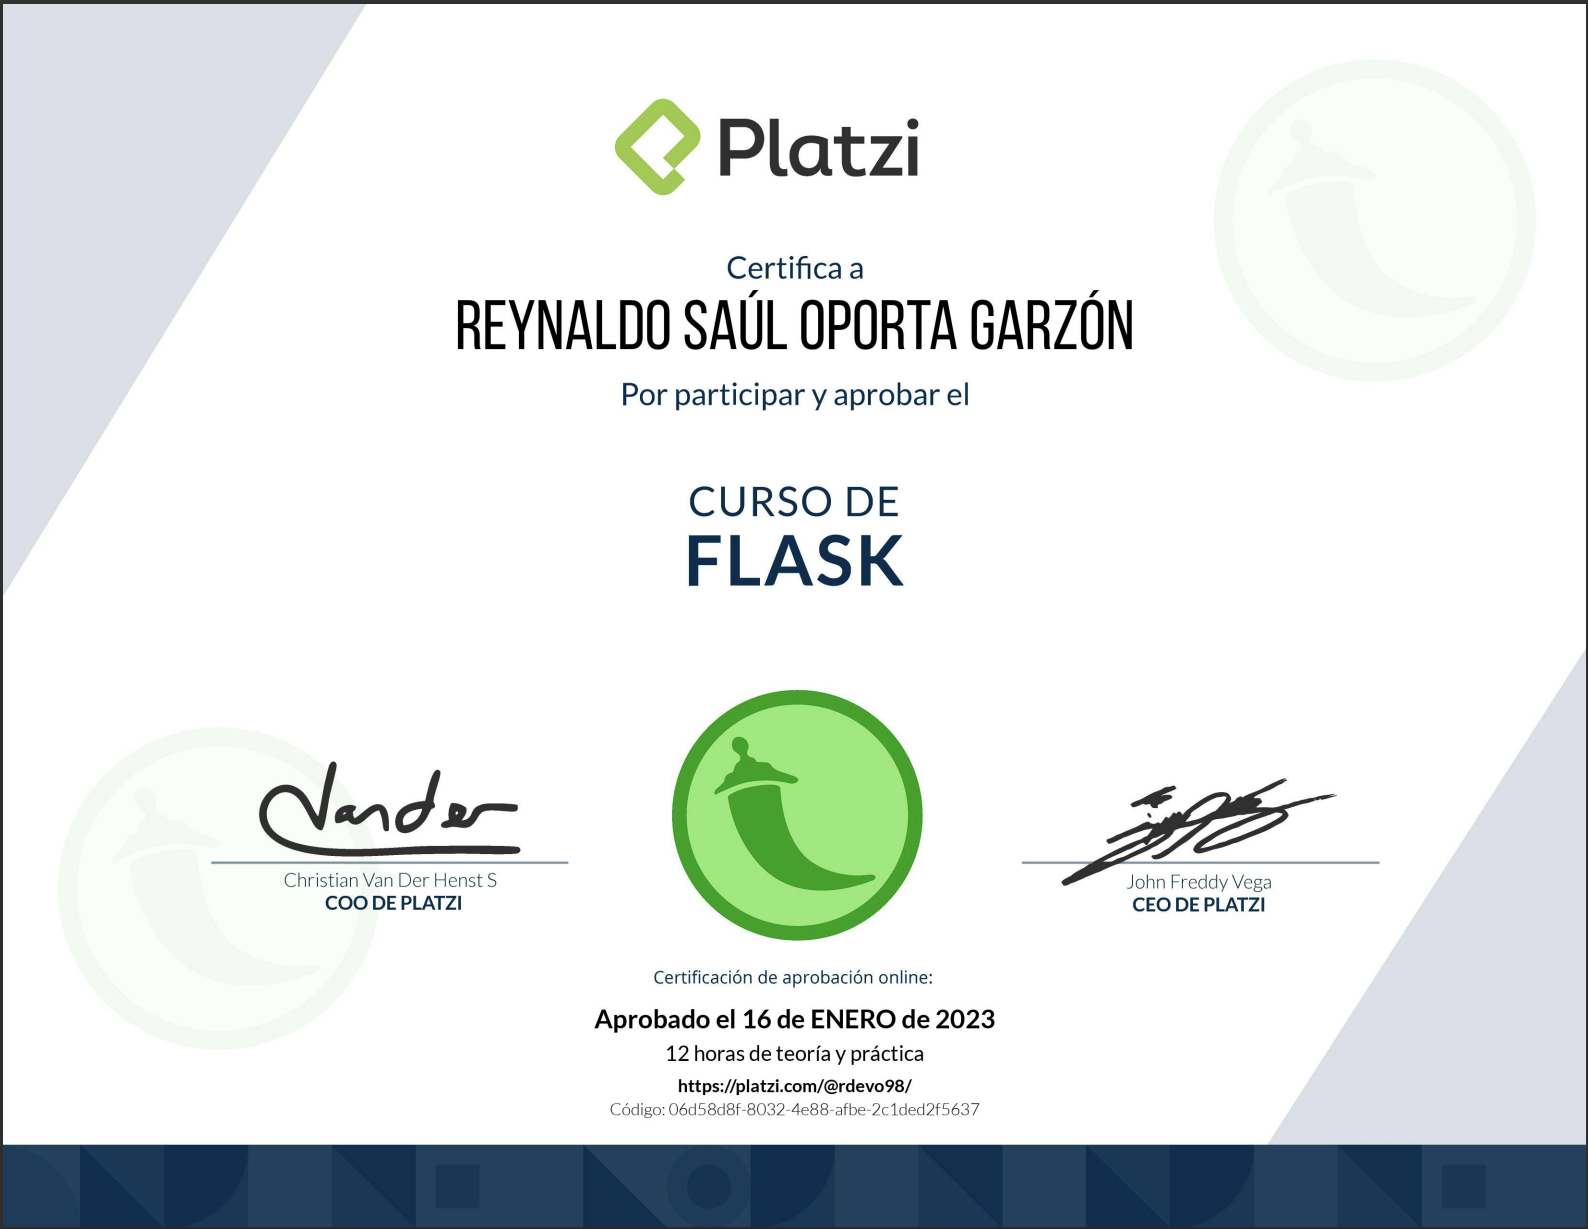 Platzi
Certifica a
REYNALDO SAÚL OPORTA GARZÓN
Por participar y aprobar el
CURSO DE
FLASK
Vander
Christian Van Der Henst S
COO DE PLATZI
John Freddy Vega
CEO DE PLATZI
Certificación de aprobación online:
Aprobado el 16 de ENERO de 2023
12 horas de teoría y práctica
https://platzi.com/@rdevo98/
Código: 06d58d8f-8032-4e88-afbe-2c1ded2f5637